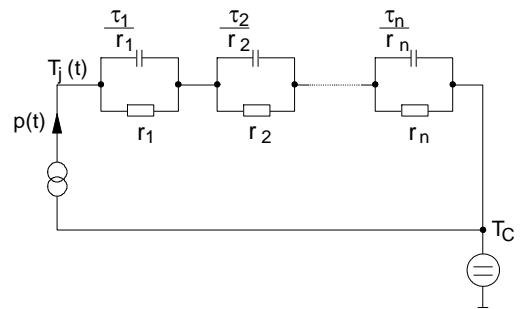 τ1
r1
τ2
r2
τn
rn
Tj (t)
p(t)
r1
r2
rn
TC